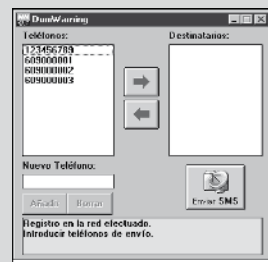 DunWarning
Teléfonos:
Destinatarios:
123456789
609000001
609000002
609000003
Nuevo Teléfono:
Añadir
Borrar
Enviar SMS
Registro en la red efectuado.
Introducir teléfonos de envío.